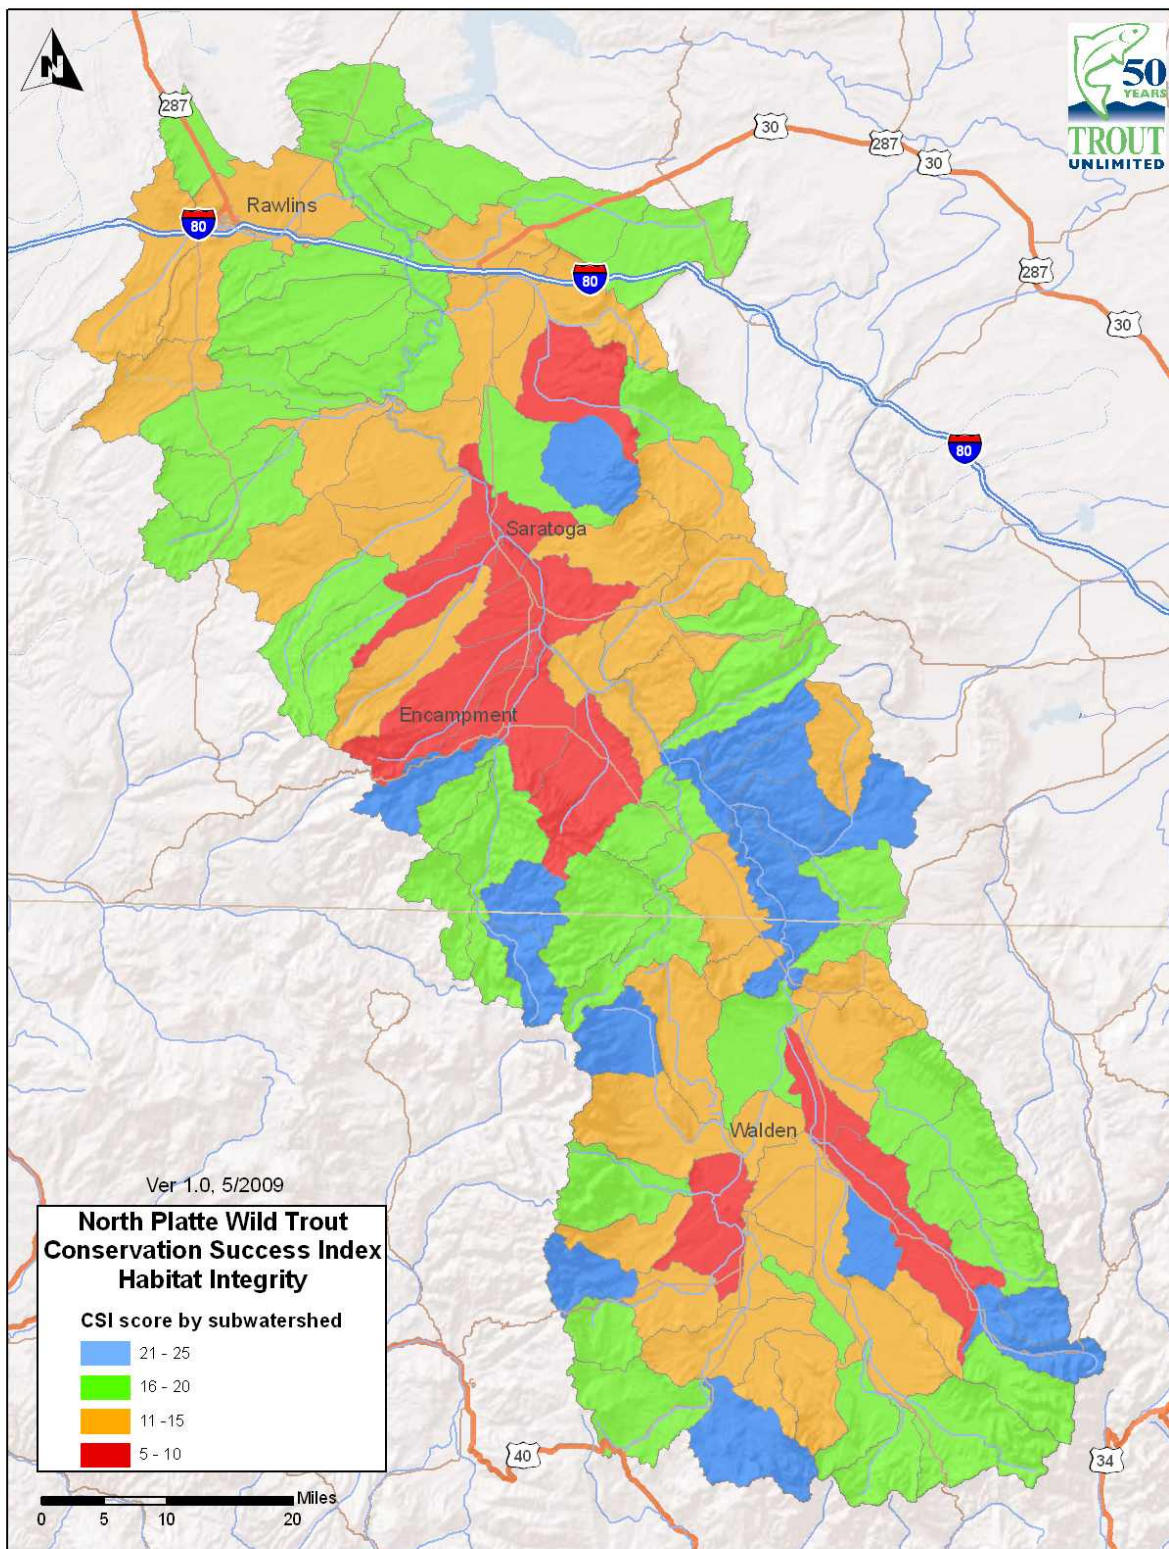 N
50
YEARS
TROUT
UNLIMITED
287
30
287
30
Rawlins
80
80
287
30
80
Saratoga
Encampment
Walden
Ver 1.0, 5/2009
North Platte Wild Trout
Conservation Success Index
Habitat Integrity
CSI score by subwatershed
21 - 25
16 - 20
11 -15
5 - 10
40
34
Miles
0 5 10 20